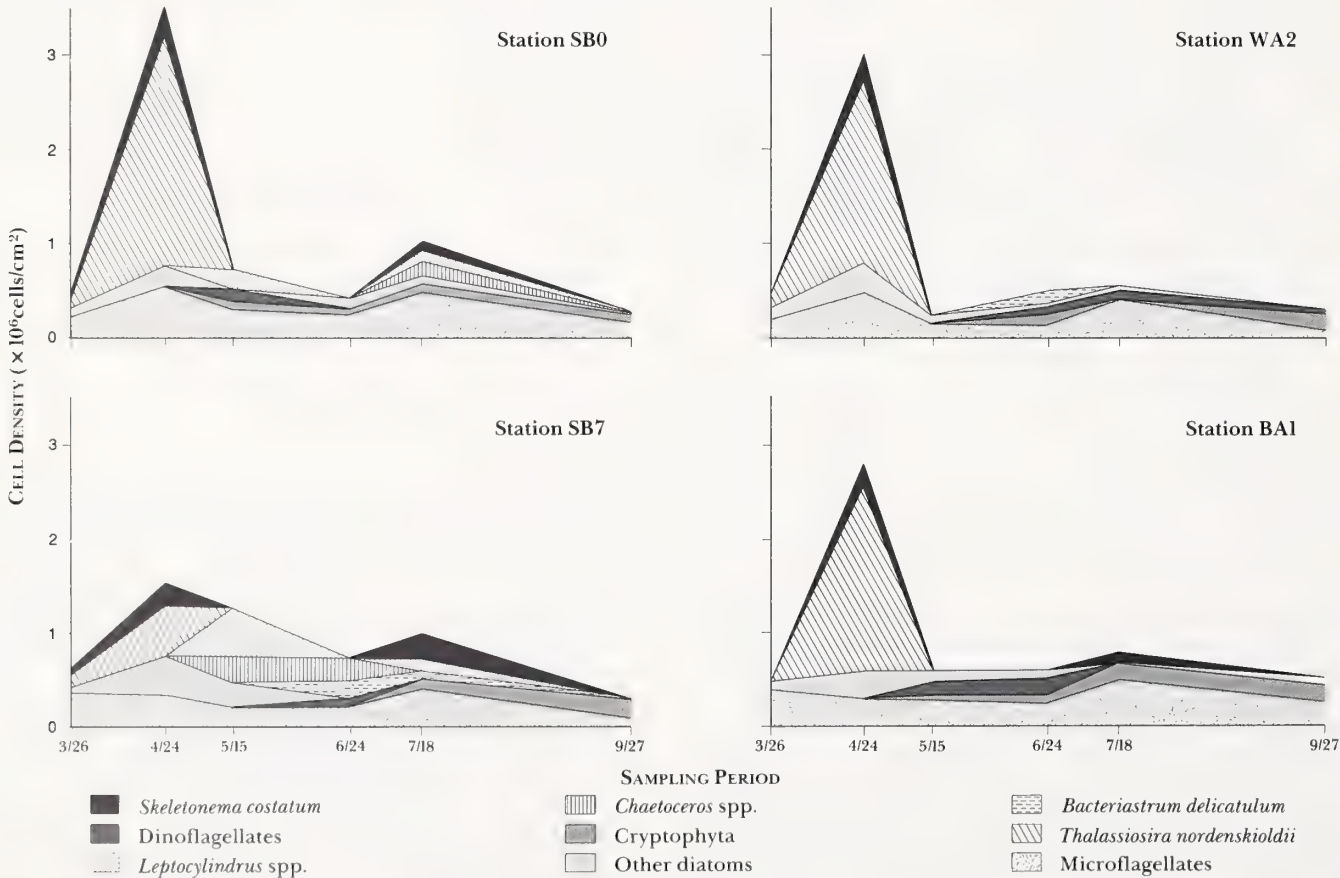 Station SB0
Station WA2
3
2
1
0
Station SB7
Station BA1
3
2
1
0
CELL DENSITY ( × 10⁶cells/cm²)
3/26 4/24 5/15 6/24 7/18 9/27
3/26 4/24 5/15 6/24 7/18 9/27
SAMPLING PERIOD
Skeletonema costatum
Dinoflagellates
Leptocylindrus spp.
Chaetoceros spp.
Cryptophyta
Other diatoms
Bacteriastrum delicatulum
Thalassiosira nordenskioldii
Microflagellates